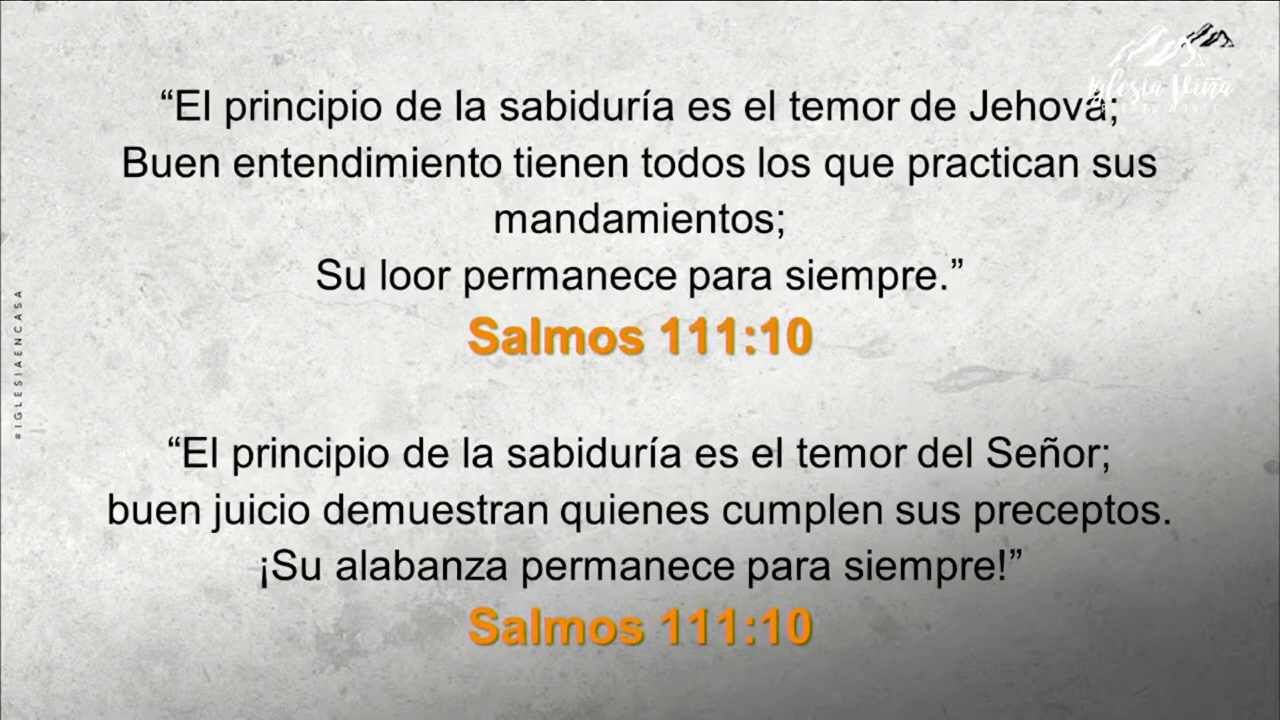 Iglesia Viña
“El principio de la sabiduría es el temor de Jehová;
Buen entendimiento tienen todos los que practican sus
mandamientos;
Su loor permanece para siempre.”
Salmos 111:10
#IGLESIAENCASA
“El principio de la sabiduría es el temor del Señor;
buen juicio demuestran quienes cumplen sus preceptos.
¡Su alabanza permanece para siempre!”
Salmos 111:10